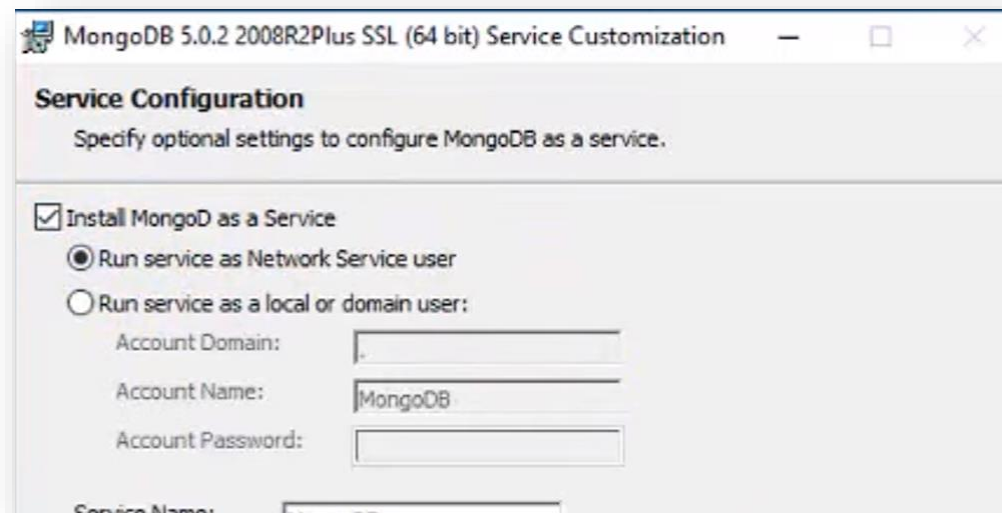 MongoDB 5.0.2 2008R2Plus SSL (64 bit) Service Customization
Service Configuration
Specify optional settings to configure MongoDB as a service.
Install MongoD as a Service
Run service as Network Service user
Run service as a local or domain user:
Account Domain: .
Account Name: MongoDB
Account Password:
Service Name: